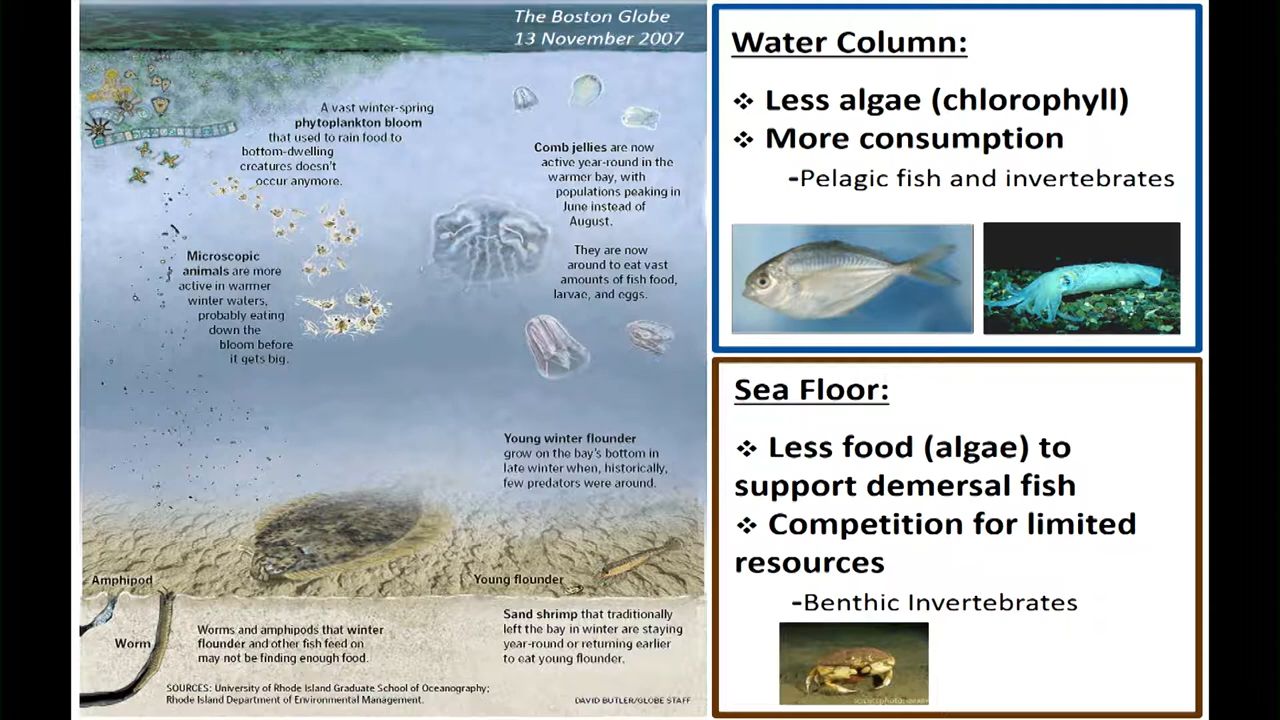 The Boston Globe
13 November 2007
A vast winter-spring
phytoplankton bloom
that used to rain food to
bottom-dwelling
creatures doesn't
occur anymore.
Comb jellies are now
active year-round in the
warmer bay, with
populations peaking in
June instead of
August.
They are now
around to eat vast
amounts of fish food,
larvae, and eggs.
Microscopic
animals are more
active in warmer
winter waters,
probably eating
down the
bloom before
it gets big.
Young winter flounder
grow on the bay's bottom in
late winter when, historically,
few predators were around.
Amphipod
Young flounder
Worm
Worms and amphipods that winter
flounder and other fish feed on
may not be finding enough food.
Sand shrimp that traditionally
left the bay in winter are staying
year-round or returning earlier
to eat young flounder.
SOURCES: University of Rhode Island Graduate School of Oceanography;
Rhode Island Department of Environmental Management.
DAVID BUTLER/GLOBE STAFF
Water Column:
❖ Less algae (chlorophyll)
❖ More consumption
-Pelagic fish and invertebrates
Sea Floor:
❖ Less food (algae) to
support demersal fish
❖ Competition for limited
resources
-Benthic Invertebrates